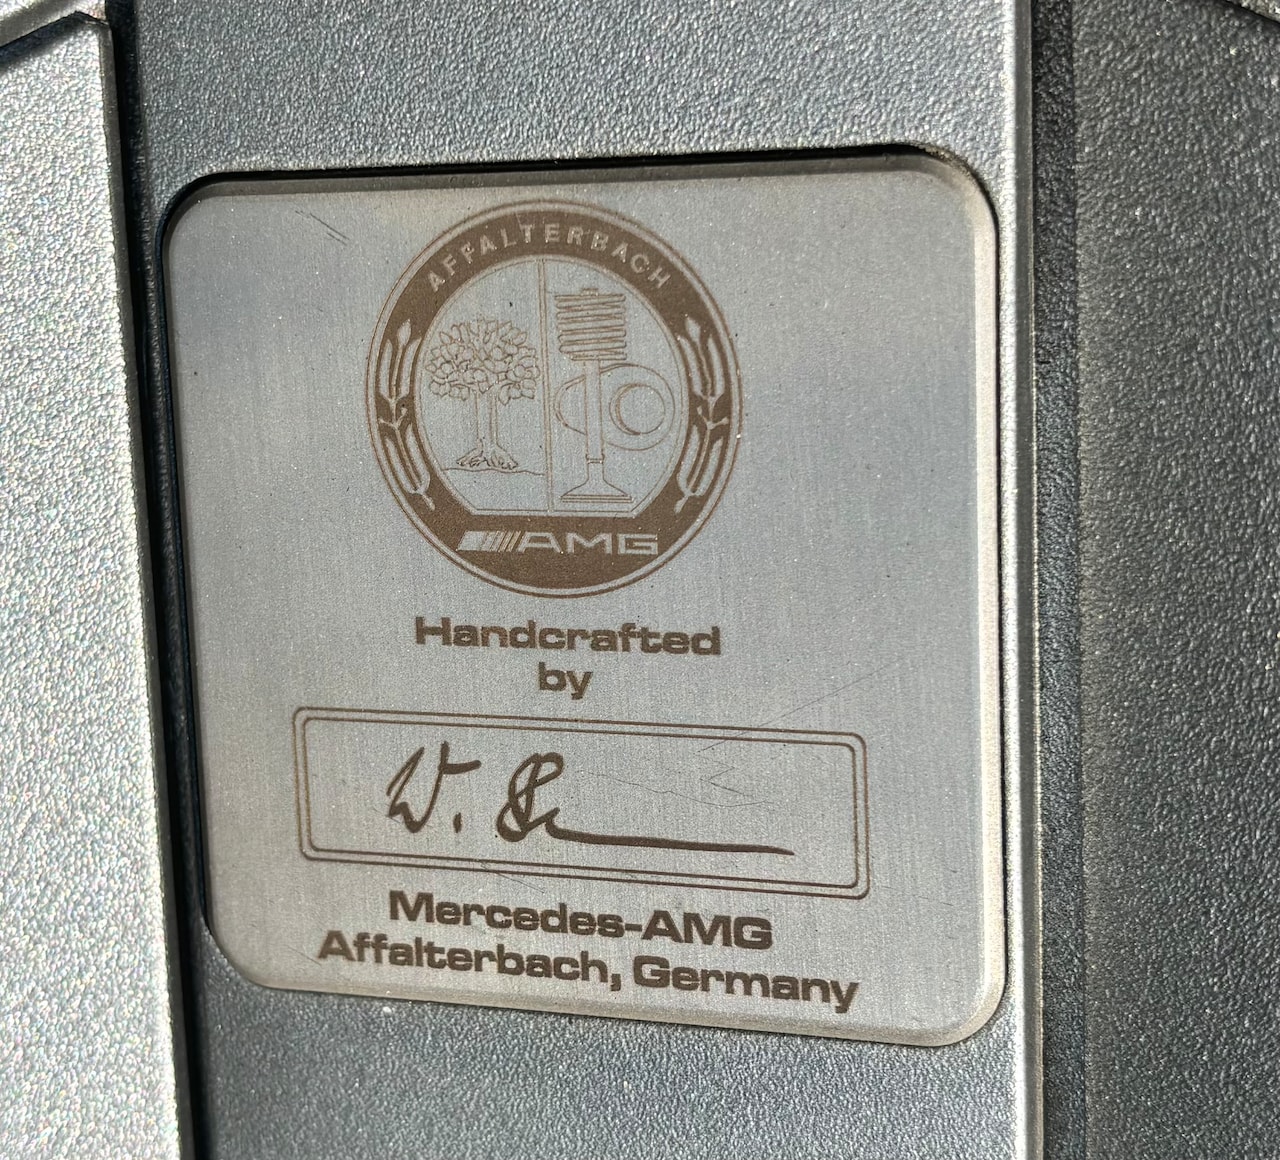 AFFALTERBACH
AMG
Handcrafted
by
W.
Mercedes-AMG
Affalterbach, Germany